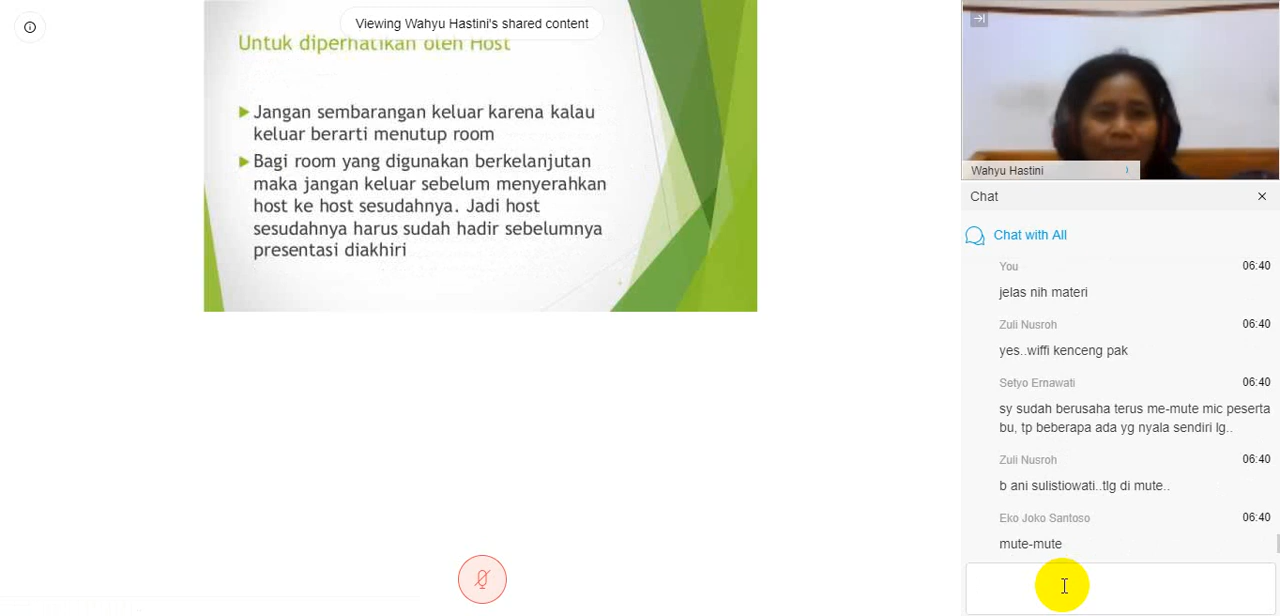 Viewing Wahyu Hastini's shared content
Untuk diperhatikan oleh Host
Jangan sembarangan keluar karena kalau
keluar berarti menutup room
Bagi room yang digunakan berkelanjutan
maka jangan keluar sebelum menyerahkan
host ke host sesudahnya. Jadi host
sesudahnya harus sudah hadir sebelumnya
presentasi diakhiri
Wahyu Hastini
Chat
Chat with All
You 06:40
jelas nih materi
Zuli Nusroh 06:40
yes..wiffi kenceng pak
Setyo Ernawati 06:40
sy sudah berusaha terus me-mute mic peserta
bu, tp beberapa ada yg nyala sendiri lg..
Zuli Nusroh 06:40
b ani sulistiowati..tlg di mute..
Eko Joko Santoso 06:40
mute-mute